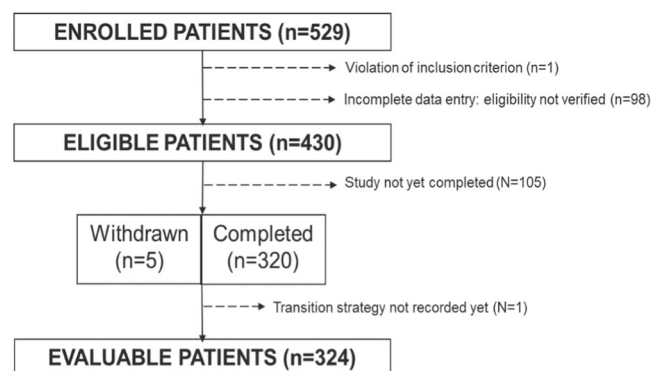 ENROLLED PATIENTS (n=529)
Violation of inclusion criterion (n=1)
Incomplete data entry: eligibility not verified (n=98)
ELIGIBLE PATIENTS (n=430)
Study not yet completed (N=105)
Withdrawn (n=5)
Completed (n=320)
Transition strategy not recorded yet (N=1)
EVALUABLE PATIENTS (n=324)